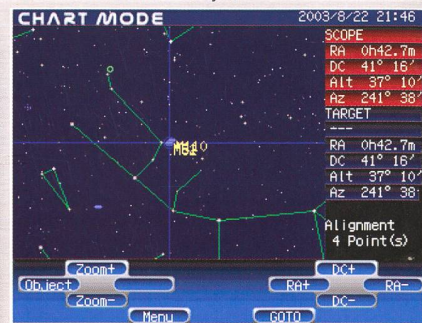 CHART MODE 2003/8/22 21:46
SCOPE
RA 0h42.7m
DC 41° 16′
Alt 37° 10′
Az 241° 38′
TARGET
---
RA 0h42.7m
DC 41° 16′
Alt 37° 10′
Az 241° 38′
Alignment
4 Point(s)
Zoom+ DC+
Object RA+ RA-
Zoom- DC-
Menu GOTO